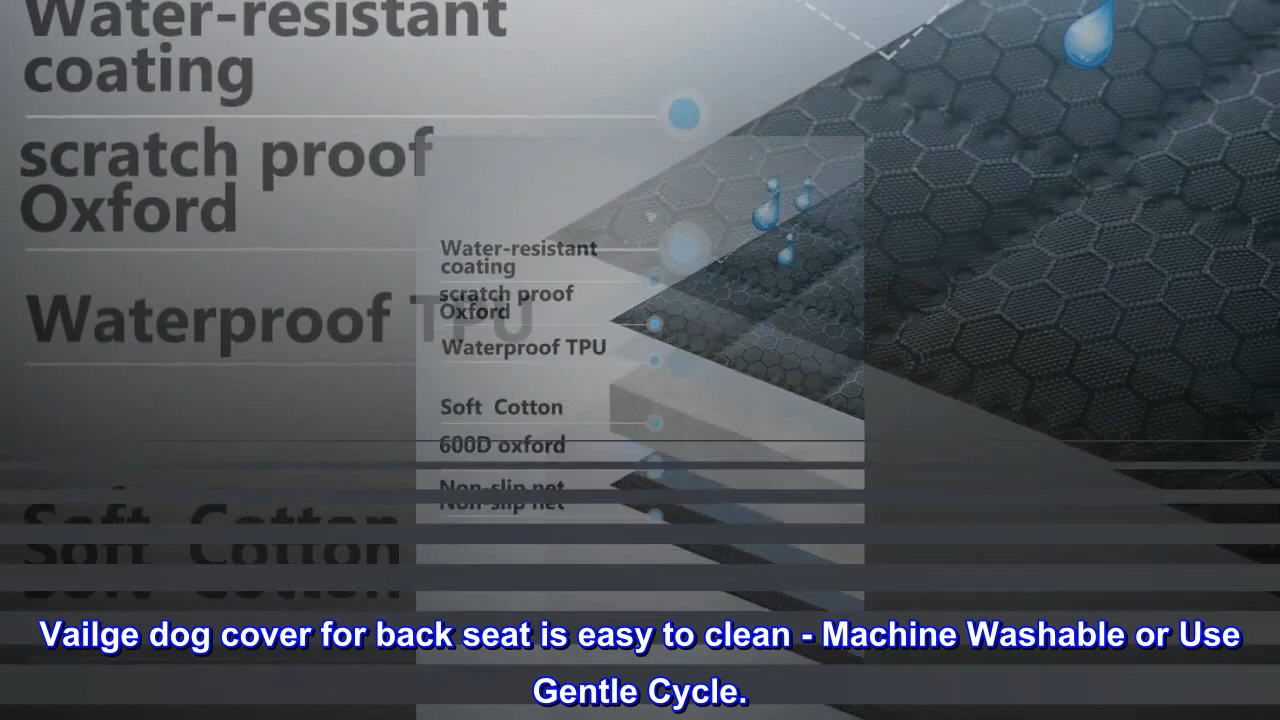 Water-resistant
coating
scratch proof
Oxford
Waterproof TPU
Soft Cotton
Water-resistant
coating
scratch proof
Oxford
Waterproof TPU
Soft Cotton
600D oxford
Non-slip net
Vailge dog cover for back seat is easy to clean - Machine Washable or Use
Gentle Cycle.